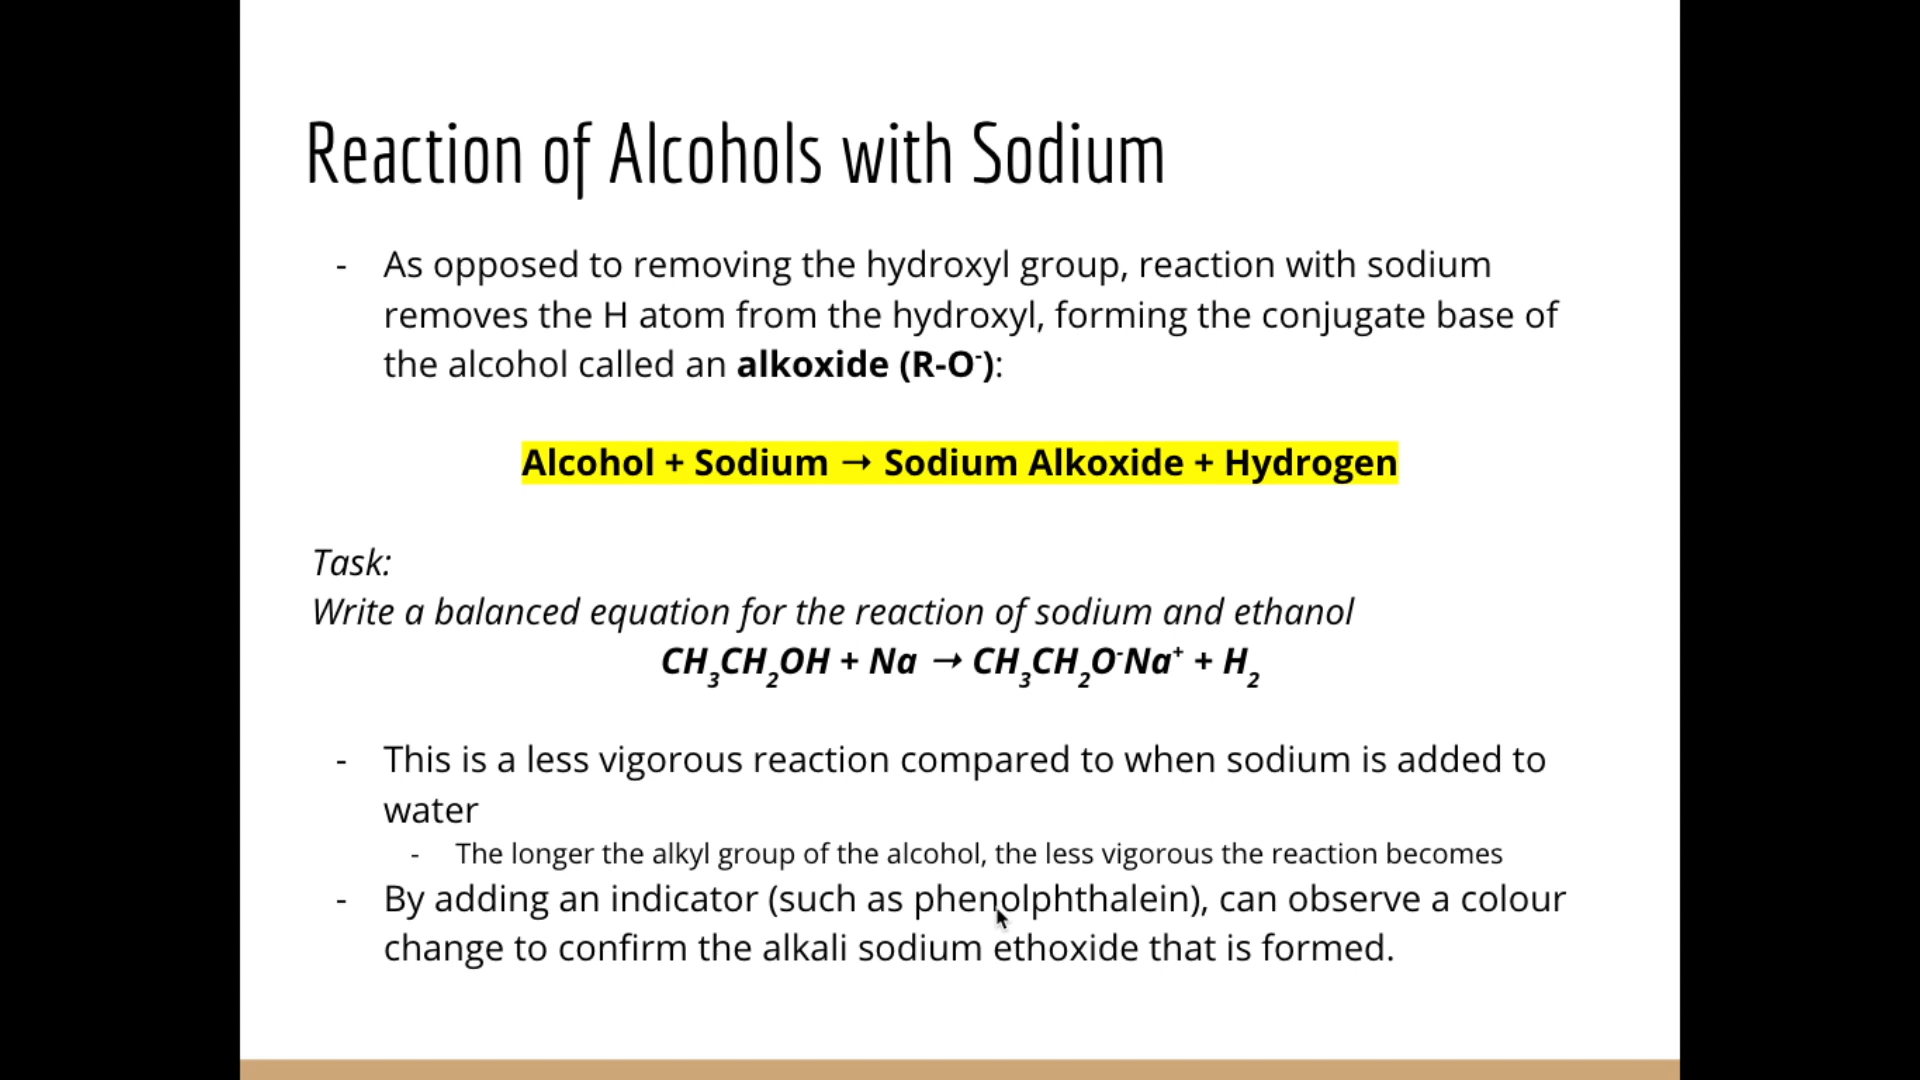 Reaction of Alcohols with Sodium
- As opposed to removing the hydroxyl group, reaction with sodium
removes the H atom from the hydroxyl, forming the conjugate base of
the alcohol called an alkoxide (R-O⁻):
Alcohol + Sodium → Sodium Alkoxide + Hydrogen
Task:
Write a balanced equation for the reaction of sodium and ethanol
CH₃CH₂OH + Na → CH₃CH₂O⁻Na⁺ + H₂
- This is a less vigorous reaction compared to when sodium is added to
water
- The longer the alkyl group of the alcohol, the less vigorous the reaction becomes
- By adding an indicator (such as phenolphthalein), can observe a colour
change to confirm the alkali sodium ethoxide that is formed.